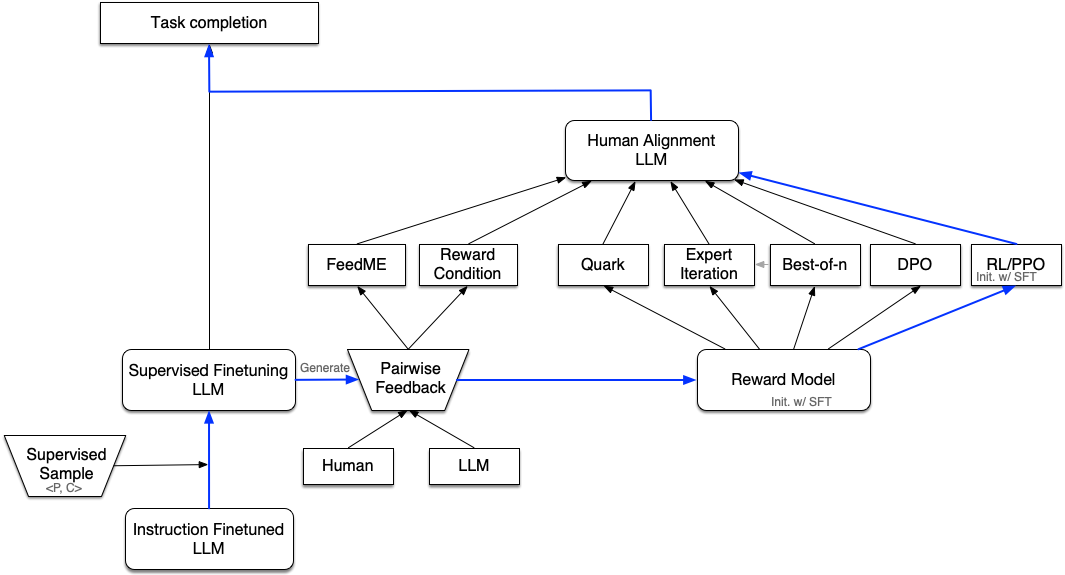 Task completion
Human Alignment
LLM
FeedME
Reward
Condition
Quark
Expert
Iteration
Best-of-n
DPO
RL/PPO
Init. w/ SFT
Supervised Finetuning
LLM
Generate
Pairwise
Feedback
Reward Model
Init. w/ SFT
Supervised
Sample
<P, C>
Human
LLM
Instruction Finetuned
LLM